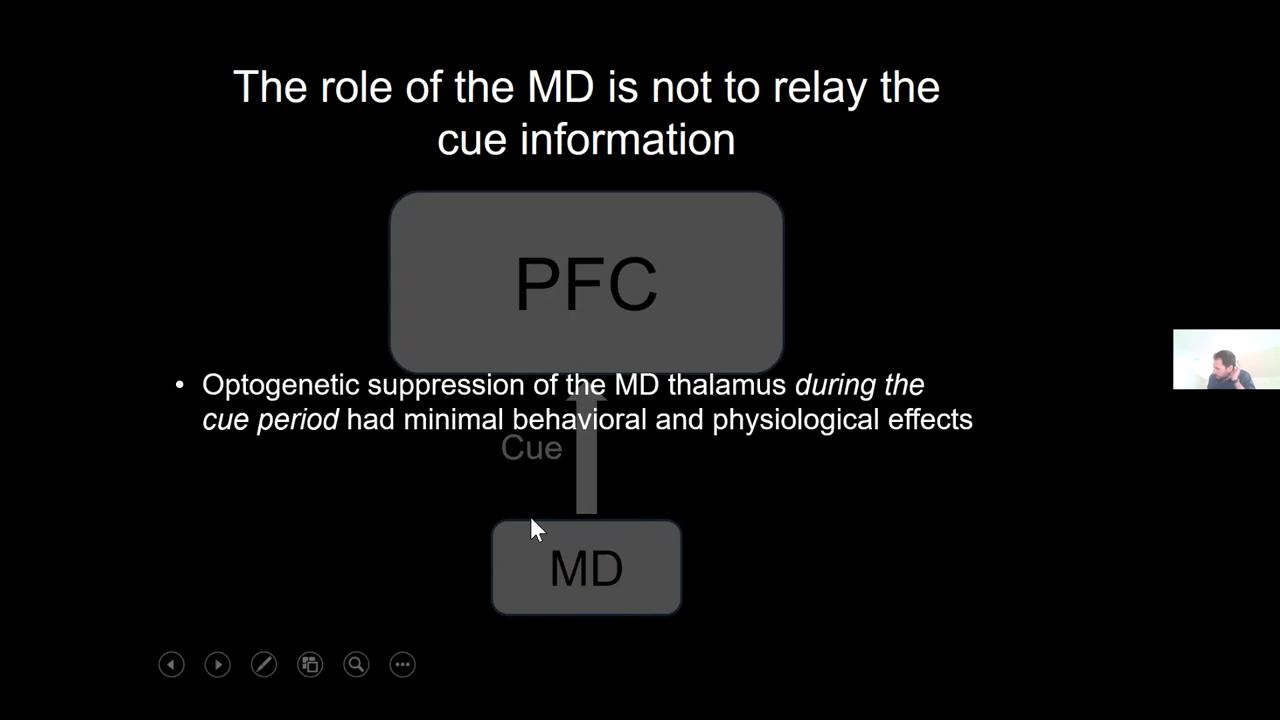 The role of the MD is not to relay the
cue information
PFC
• Optogenetic suppression of the MD thalamus during the
cue period had minimal behavioral and physiological effects
Cue
MD